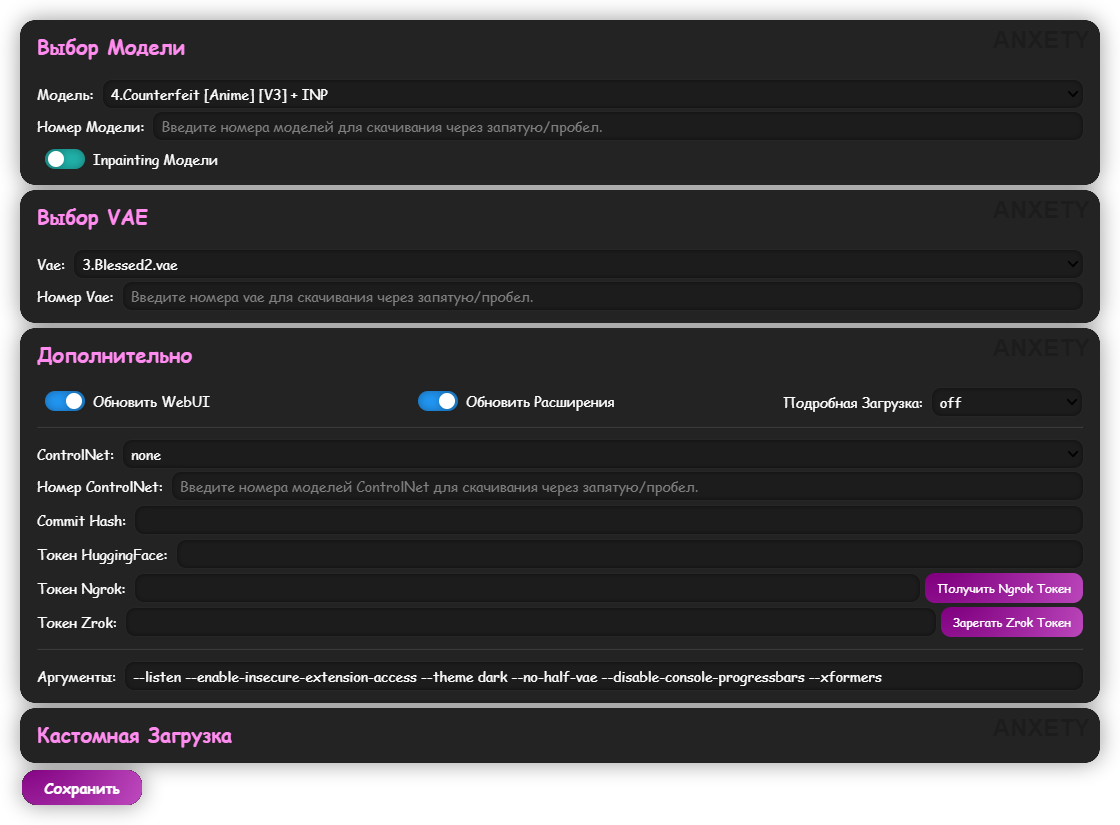 ANXETY
Выбор Модели
Модель: 4.Counterfeit [Anime] [V3] + INP
Номер Модели: Введите номера моделей для скачивания через запятую/пробел.
Inpainting Модели
ANXETY
Выбор VAE
Vae: 3.Blessed2.vae
Номер Vae: Введите номера vae для скачивания через запятую/пробел.
ANXETY
Дополнительно
Обновить WebUI Обновить Расширения Подробная Загрузка: off
ControlNet: none
Номер ControlNet: Введите номера моделей ControlNet для скачивания через запятую/пробел.
Commit Hash:
Токен HuggingFace:
Токен Ngrok: Получить Ngrok Токен
Токен Zrok: Зарегать Zrok Токен
Аргументы: --listen --enable-insecure-extension-access --theme dark --no-half-vae --disable-console-progressbars --xformers
ANXETY
Кастомная Загрузка
Сохранить